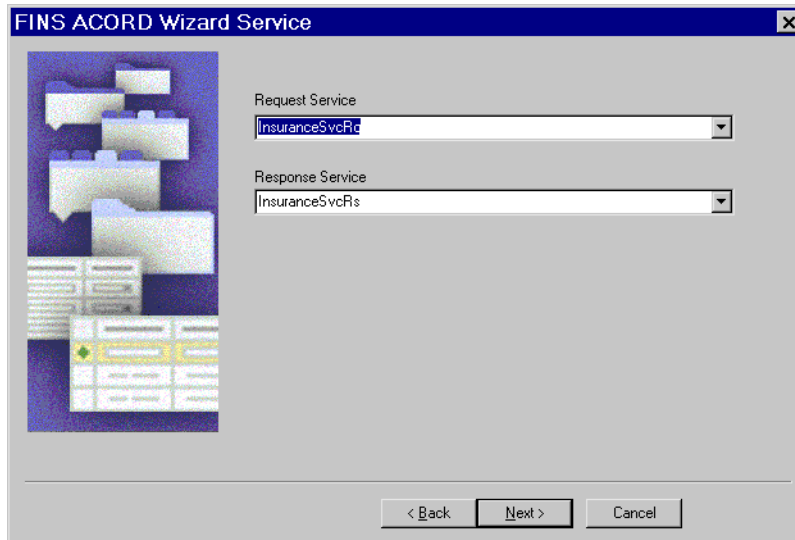 FINS ACORD Wizard Service
Request Service
InsuranceSvcRq
Response Service
InsuranceSvcRs
< Back
Next >
Cancel